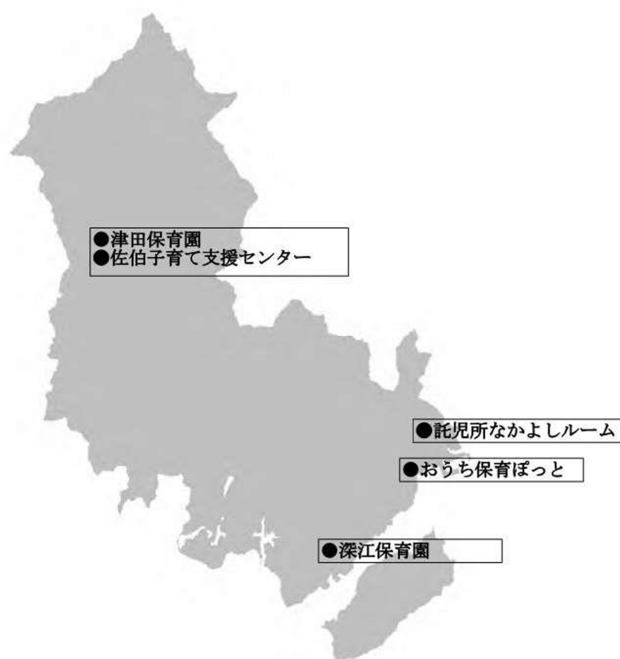 ●津田保育園
●佐伯子育て支援センター
●託児所なかよしルーム
●おうち保育ぽっと
●深江保育園